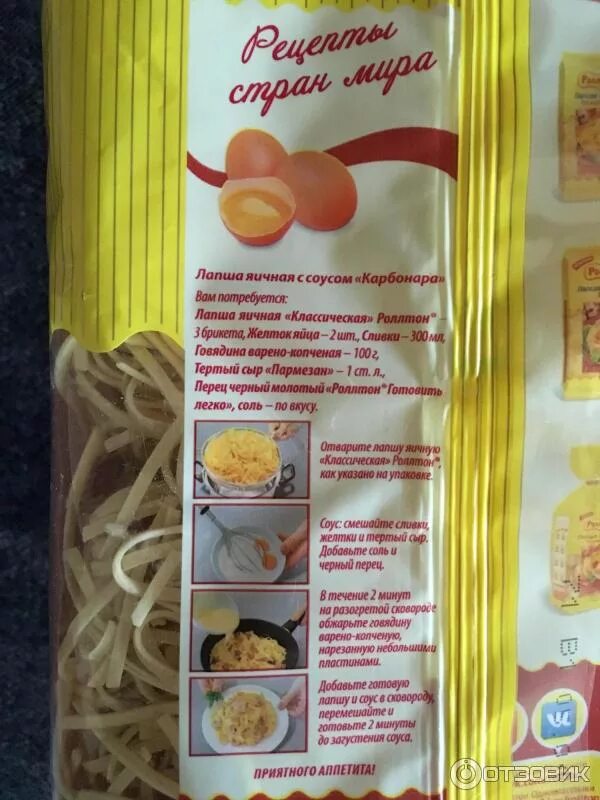 Рецепты
стран мира
Лапша яичная с соусом «Карбонара»
Вам потребуется:
Лапша яичная «Классическая» Роллтон® –
3 брикета, Желток яйца – 2 шт., Сливки – 300 мл,
Говядина варено-копченая – 100 г,
Тертый сыр «Пармезан» – 1 ст. л.,
Перец черный молотый «Роллтон® Готовить
легко», соль – по вкусу.
Отварите лапшу яичную
«Классическая» Роллтон®,
как указано на упаковке.
Соус: смешайте сливки,
желтки и тертый сыр.
Добавьте соль и
черный перец.
В течение 2 минут
на разогретой сковороде
обжарьте говядину
варено-копченую,
нарезанную небольшими
пластинами.
Добавьте готовую
лапшу и соус в сковороду,
перемешайте и
готовьте 2 минуты
до загустения соуса.
ПРИЯТНОГО АППЕТИТА!
ОТЗОВИК